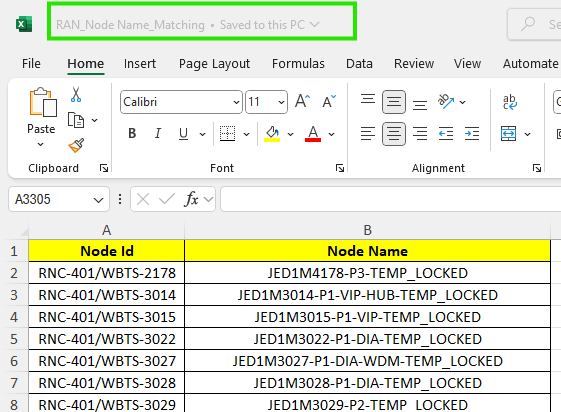 RAN_Node Name_Matching • Saved to this PC
File Home Insert Page Layout Formulas Data Review View Automate
Paste
Calibri 11 A A ab
B I U A
Clipboard Font Alignment
A3305 fx
A B
1 Node Id Node Name
2 RNC-401/WBTS-2178 JED1M4178-P3-TEMP_LOCKED
3 RNC-401/WBTS-3014 JED1M3014-P1-VIP-HUB-TEMP_LOCKED
4 RNC-401/WBTS-3015 JED1M3015-P1-VIP-TEMP_LOCKED
5 RNC-401/WBTS-3022 JED1M3022-P1-DIA-TEMP_LOCKED
6 RNC-401/WBTS-3027 JED1M3027-P1-DIA-WDM-TEMP_LOCKED
7 RNC-401/WBTS-3028 JED1M3028-P1-DIA-TEMP_LOCKED
8 RNC-401/WBTS-3029 JED1M3029-P2-TEMP_LOCKED